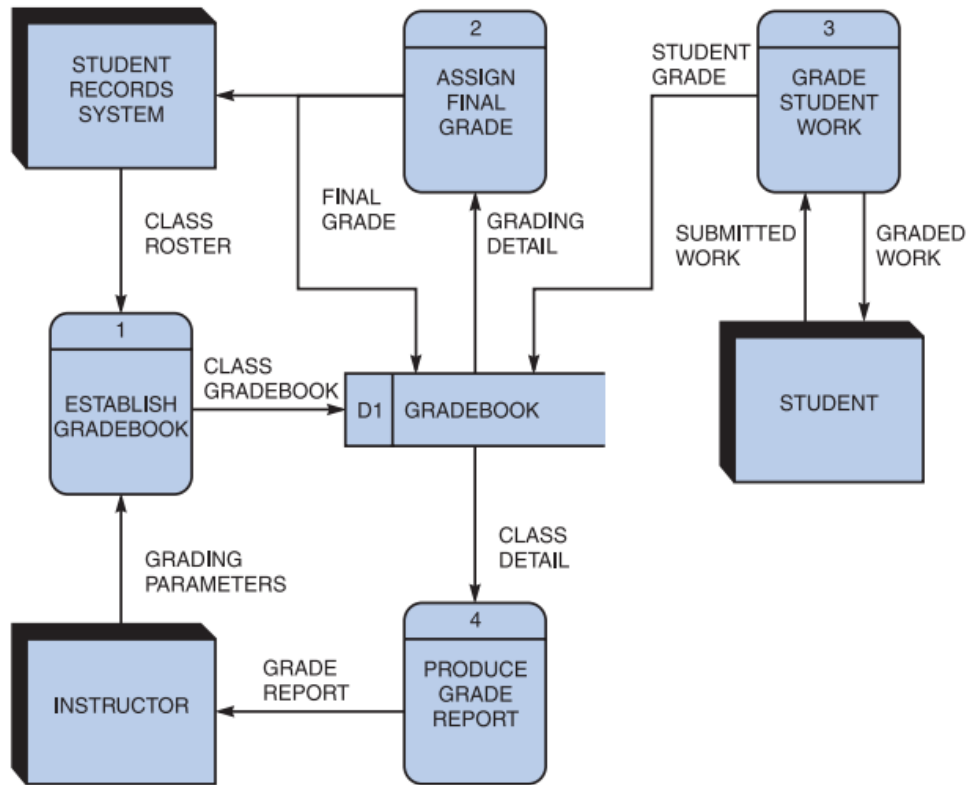 STUDENT
RECORDS
SYSTEM
2
ASSIGN
FINAL
GRADE
STUDENT
GRADE
3
GRADE
STUDENT
WORK
CLASS
ROSTER
FINAL
GRADE
GRADING
DETAIL
SUBMITTED
WORK
GRADED
WORK
1
ESTABLISH
GRADEBOOK
CLASS
GRADEBOOK
D1
GRADEBOOK
STUDENT
GRADING
PARAMETERS
CLASS
DETAIL
INSTRUCTOR
GRADE
REPORT
4
PRODUCE
GRADE
REPORT